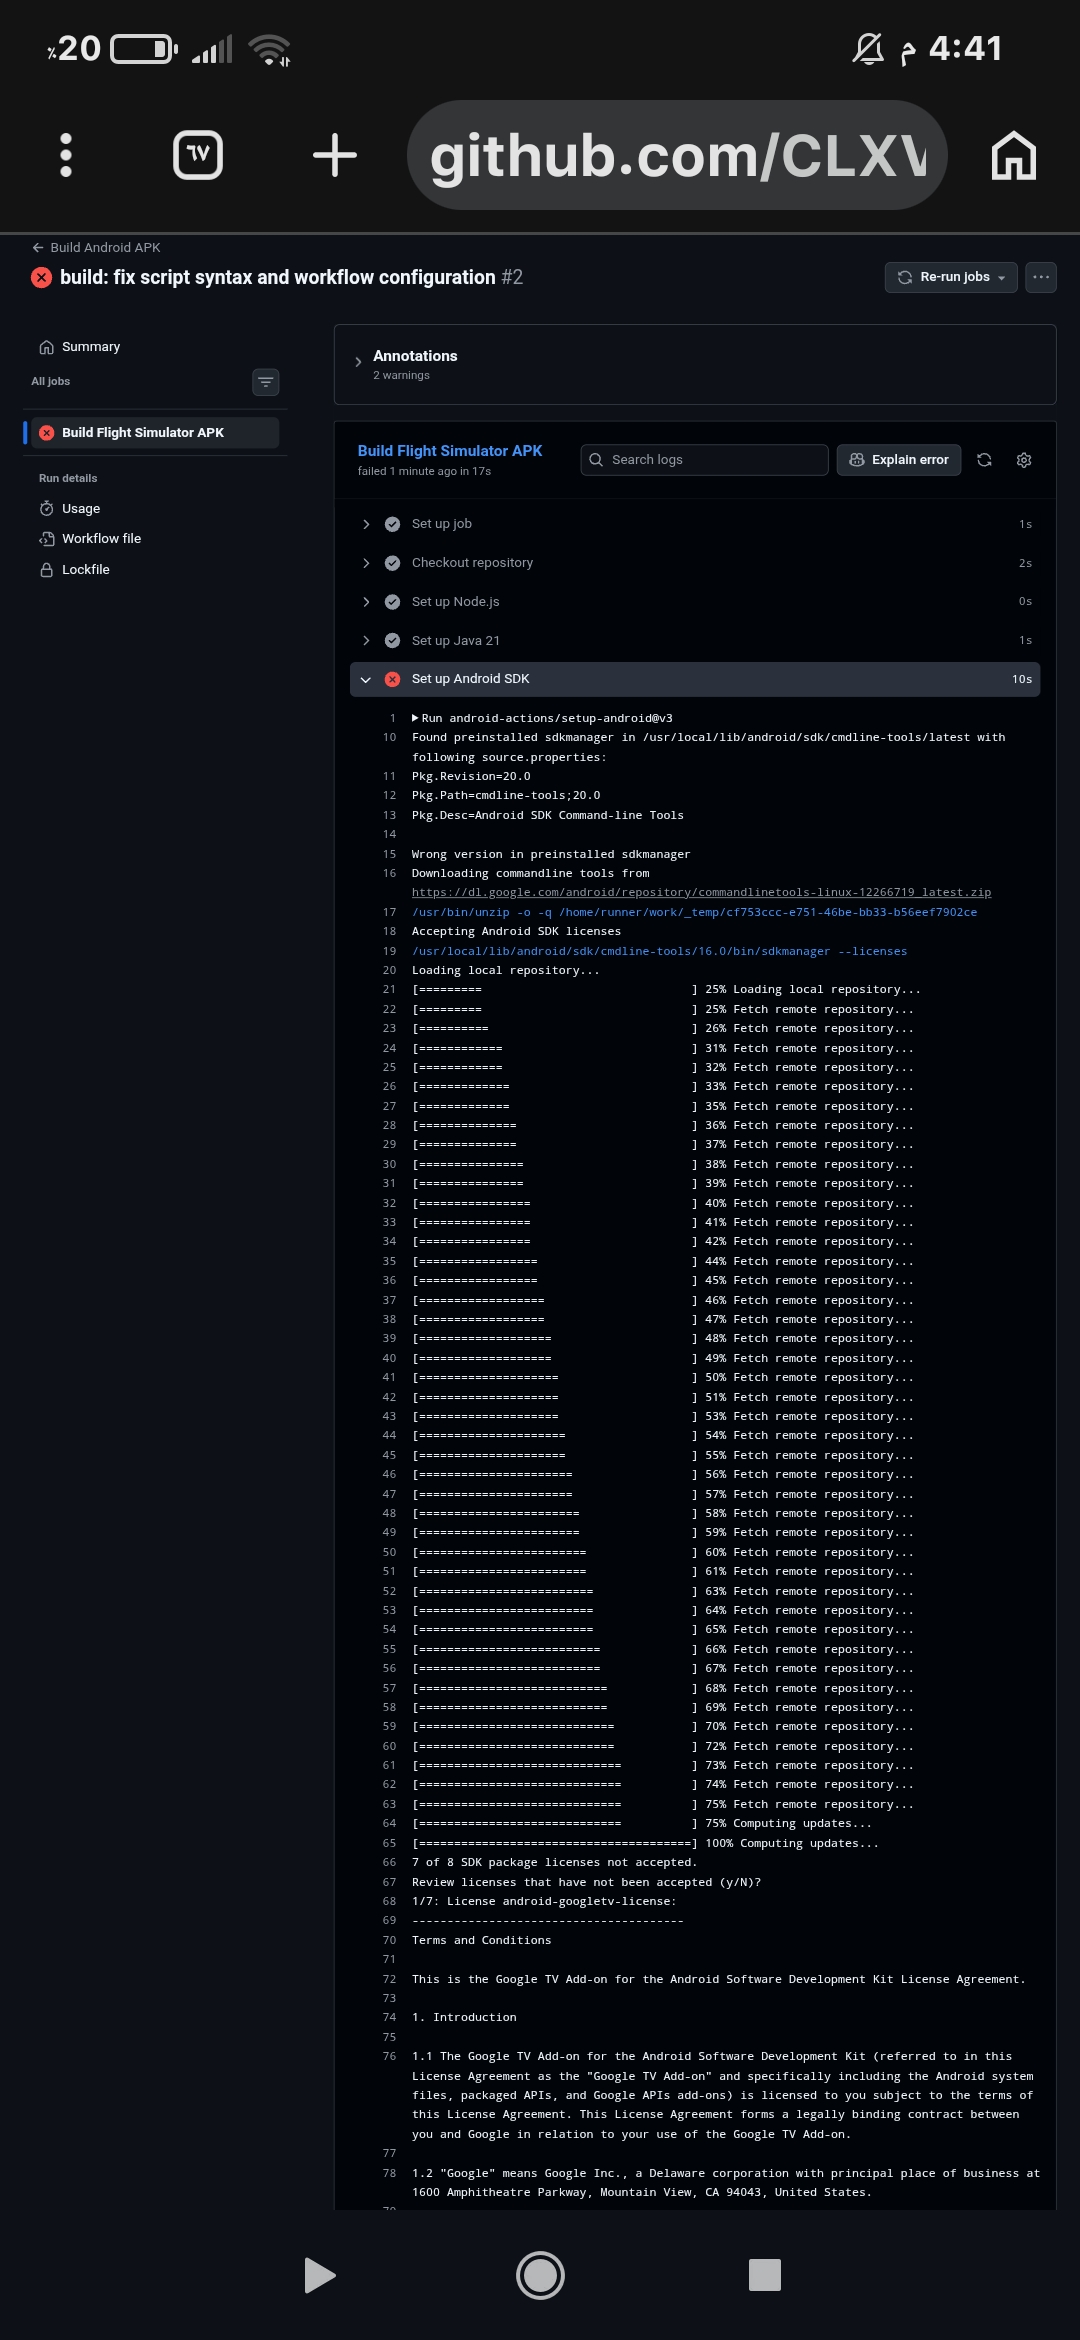 ٪20
4:41 م
74
github.com/CLXV
Build Android APK
build: fix script syntax and workflow configuration #2
Re-run jobs
Summary
All jobs
Build Flight Simulator APK
Run details
Usage
Workflow file
Lockfile
Annotations
2 warnings
Build Flight Simulator APK
failed 1 minute ago in 17s
Search logs
Explain error
Set up job 1s
Checkout repository 2s
Set up Node.js 0s
Set up Java 21 1s
Set up Android SDK 10s
1 Run android-actions/setup-android@v3
10 Found preinstalled sdkmanager in /usr/local/lib/android/sdk/cmdline-tools/latest with
following source.properties:
11 Pkg.Revision=20.0
12 Pkg.Path=cmdline-tools;20.0
13 Pkg.Desc=Android SDK Command-line Tools
14
15 Wrong version in preinstalled sdkmanager
16 Downloading commandline tools from
https://dl.google.com/android/repository/commandlinetools-linux-12266719_latest.zip
17 /usr/bin/unzip -o -q /home/runner/work/_temp/cf753ccc-e751-46be-bb33-b56eef7902ce
18 Accepting Android SDK licenses
19 /usr/local/lib/android/sdk/cmdline-tools/16.0/bin/sdkmanager --licenses
20 Loading local repository...
21 [========= ] 25% Loading local repository...
22 [========= ] 25% Fetch remote repository...
23 [========== ] 26% Fetch remote repository...
24 [============ ] 31% Fetch remote repository...
25 [============ ] 32% Fetch remote repository...
26 [============= ] 33% Fetch remote repository...
27 [============= ] 35% Fetch remote repository...
28 [============== ] 36% Fetch remote repository...
29 [============== ] 37% Fetch remote repository...
30 [=============== ] 38% Fetch remote repository...
31 [=============== ] 39% Fetch remote repository...
32 [================ ] 40% Fetch remote repository...
33 [================ ] 41% Fetch remote repository...
34 [================ ] 42% Fetch remote repository...
35 [================= ] 44% Fetch remote repository...
36 [================= ] 45% Fetch remote repository...
37 [================== ] 46% Fetch remote repository...
38 [================== ] 47% Fetch remote repository...
39 [=================== ] 48% Fetch remote repository...
40 [=================== ] 49% Fetch remote repository...
41 [==================== ] 50% Fetch remote repository...
42 [==================== ] 51% Fetch remote repository...
43 [==================== ] 53% Fetch remote repository...
44 [===================== ] 54% Fetch remote repository...
45 [===================== ] 55% Fetch remote repository...
46 [====================== ] 56% Fetch remote repository...
47 [====================== ] 57% Fetch remote repository...
48 [======================= ] 58% Fetch remote repository...
49 [======================= ] 59% Fetch remote repository...
50 [======================== ] 60% Fetch remote repository...
51 [======================== ] 61% Fetch remote repository...
52 [========================= ] 63% Fetch remote repository...
53 [========================= ] 64% Fetch remote repository...
54 [========================= ] 65% Fetch remote repository...
55 [========================== ] 66% Fetch remote repository...
56 [========================== ] 67% Fetch remote repository...
57 [=========================== ] 68% Fetch remote repository...
58 [=========================== ] 69% Fetch remote repository...
59 [============================ ] 70% Fetch remote repository...
60 [============================ ] 72% Fetch remote repository...
61 [============================= ] 73% Fetch remote repository...
62 [============================= ] 74% Fetch remote repository...
63 [============================= ] 75% Fetch remote repository...
64 [============================= ] 75% Computing updates...
65 [=======================================] 100% Computing updates...
66 7 of 8 SDK package licenses not accepted.
67 Review licenses that have not been accepted (y/N)?
68 1/7: License android-googletv-license:
69 ---------------------------------------
70 Terms and Conditions
71
72 This is the Google TV Add-on for the Android Software Development Kit License Agreement.
73
74 1. Introduction
75
76 1.1 The Google TV Add-on for the Android Software Development Kit (referred to in this
License Agreement as the "Google TV Add-on" and specifically including the Android system
files, packaged APIs, and Google APIs add-ons) is licensed to you subject to the terms of
this License Agreement. This License Agreement forms a legally binding contract between
you and Google in relation to your use of the Google TV Add-on.
77
78 1.2 "Google" means Google Inc., a Delaware corporation with principal place of business at
1600 Amphitheatre Parkway, Mountain View, CA 94043, United States.